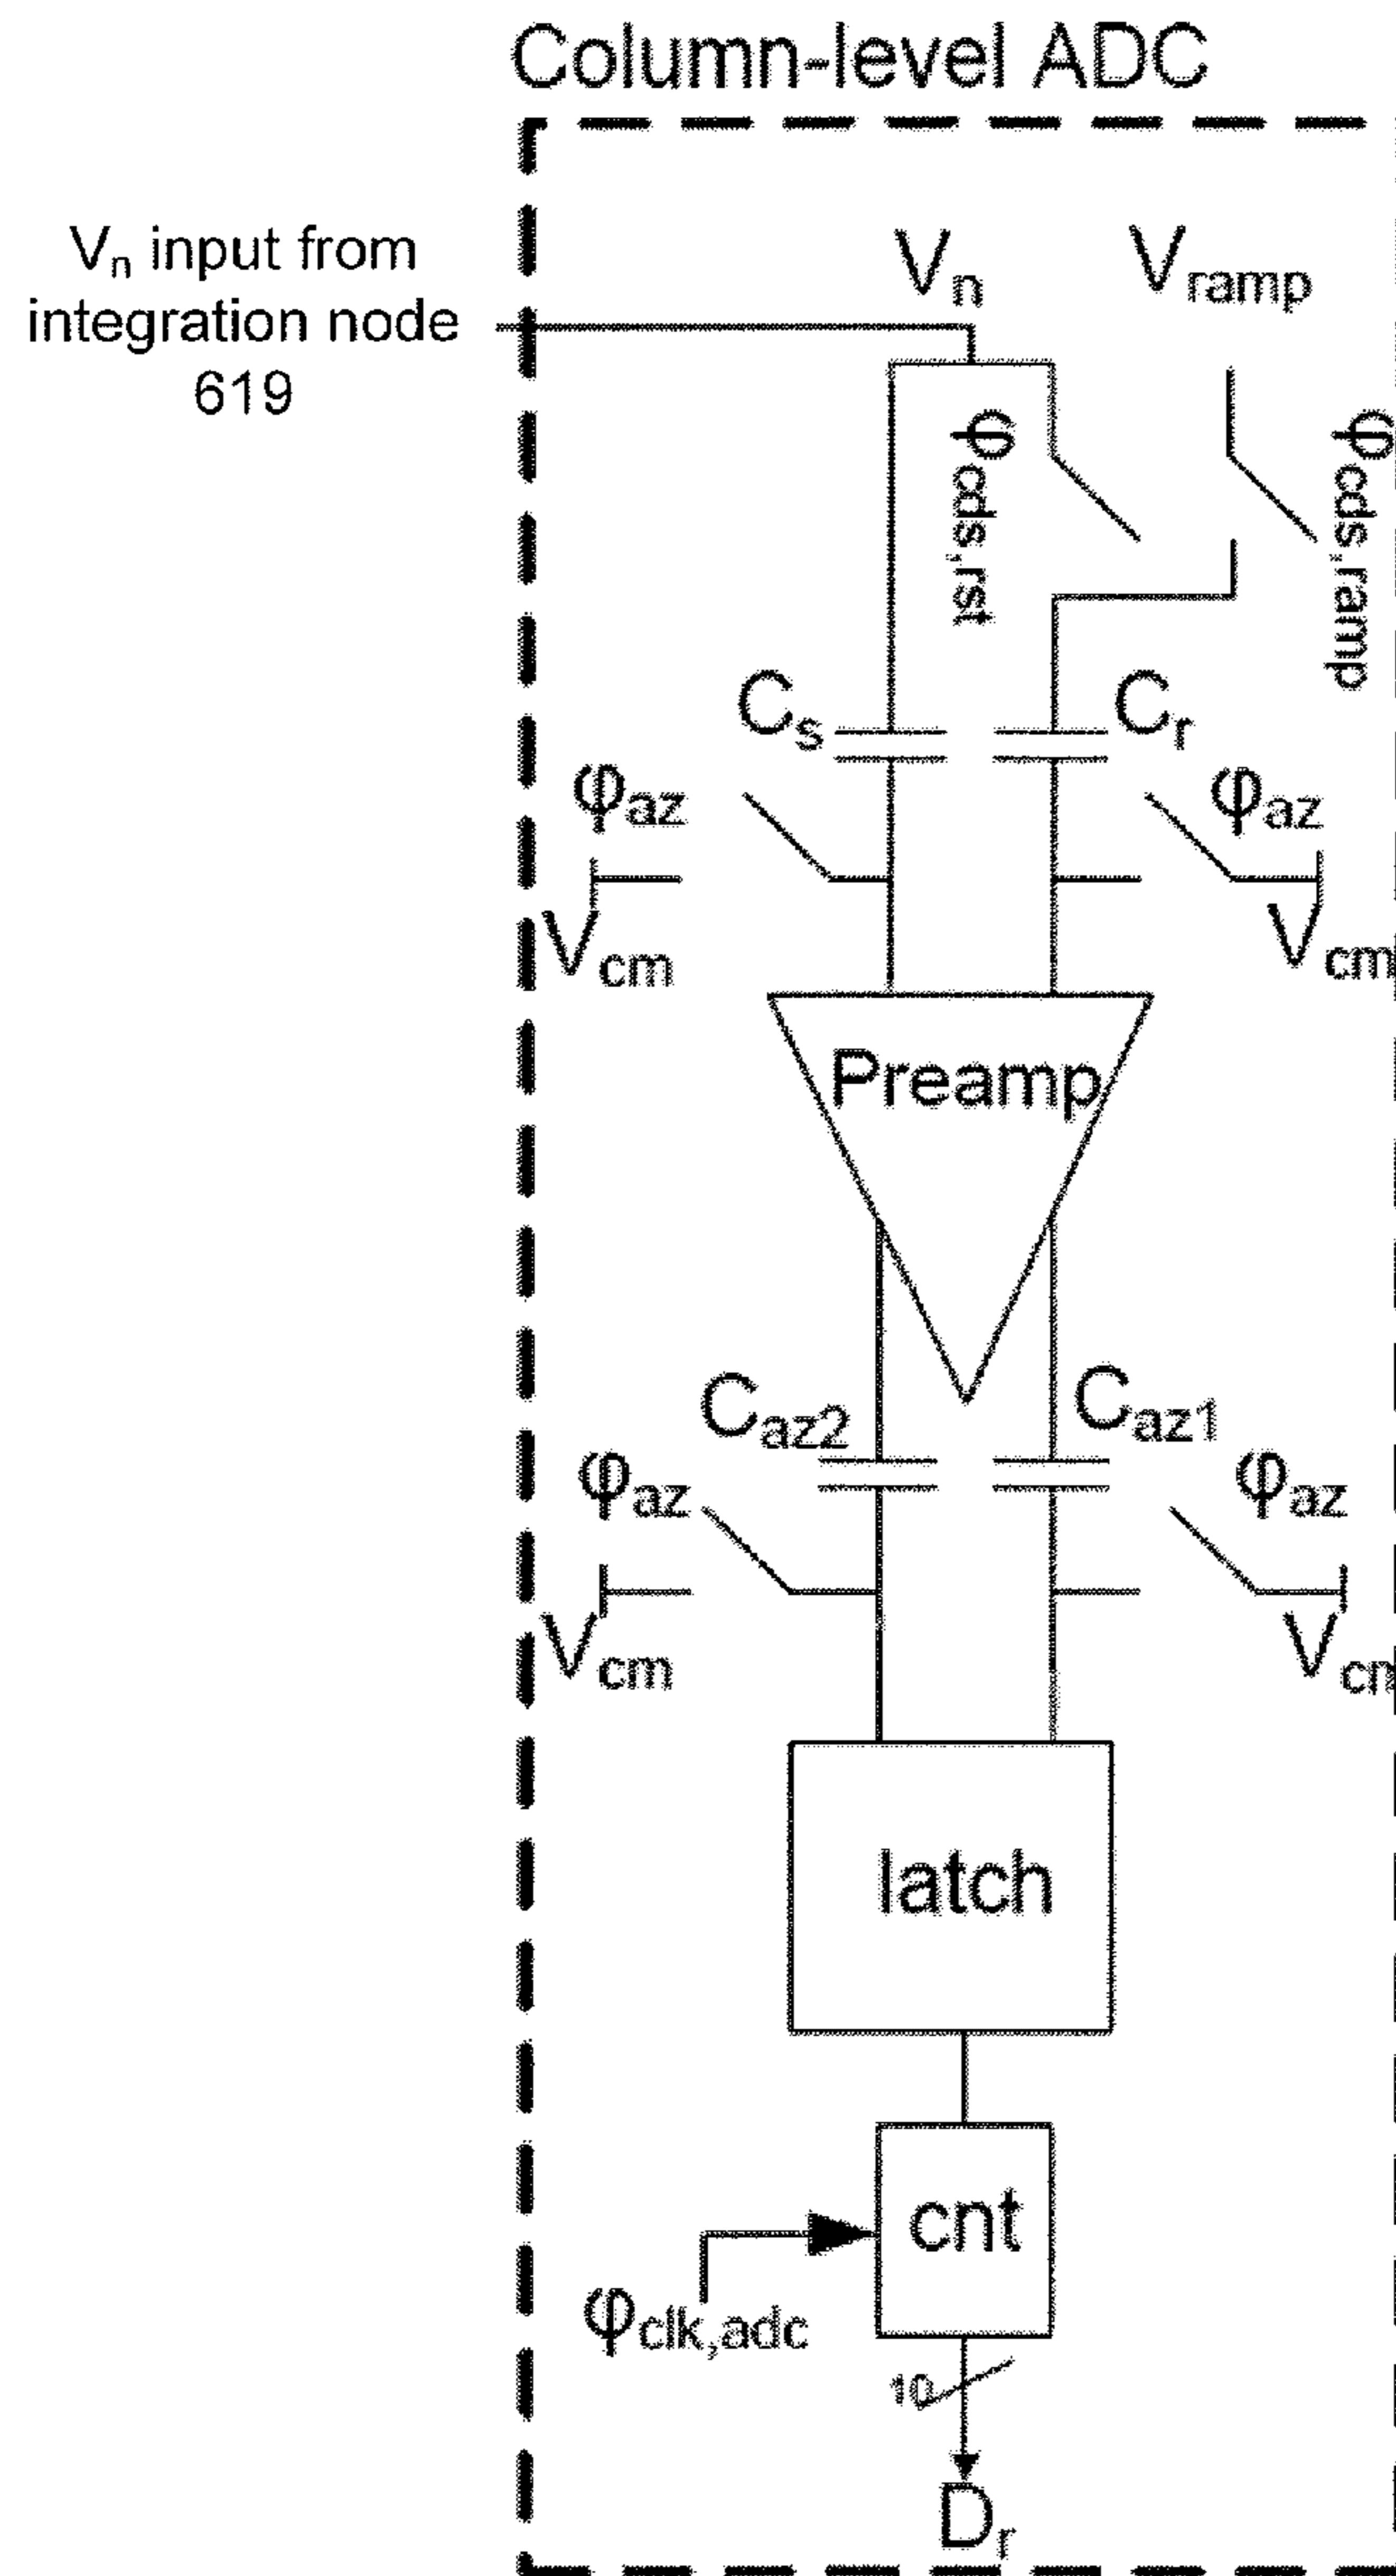 Column-level ADC
Vn input from
integration node
619
Vn
Vramp
φcds,rst
φcds,ramp
Cs
Cr
φaz
φaz
Vcm
Vcm
Preamp
Caz2
Caz1
φaz
φaz
Vcm
Vcm
latch
cnt
φclk,adc
10
Dr